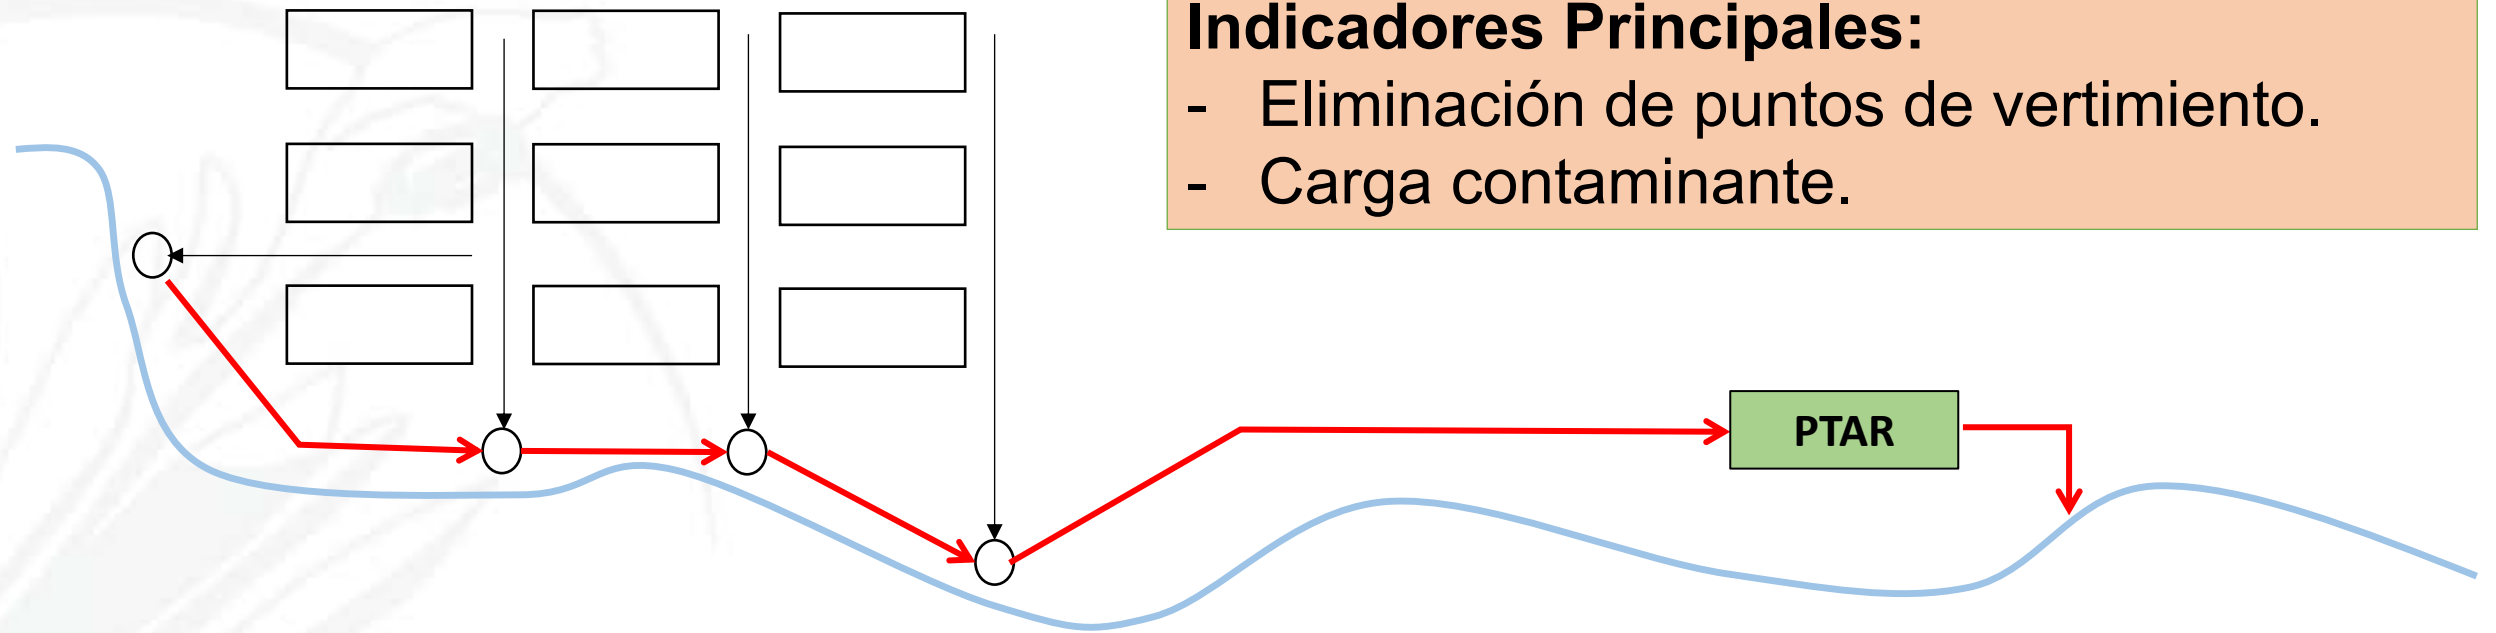 Indicadores Principales:
- Eliminación de puntos de vertimiento.
- Carga contaminante.
PTAR